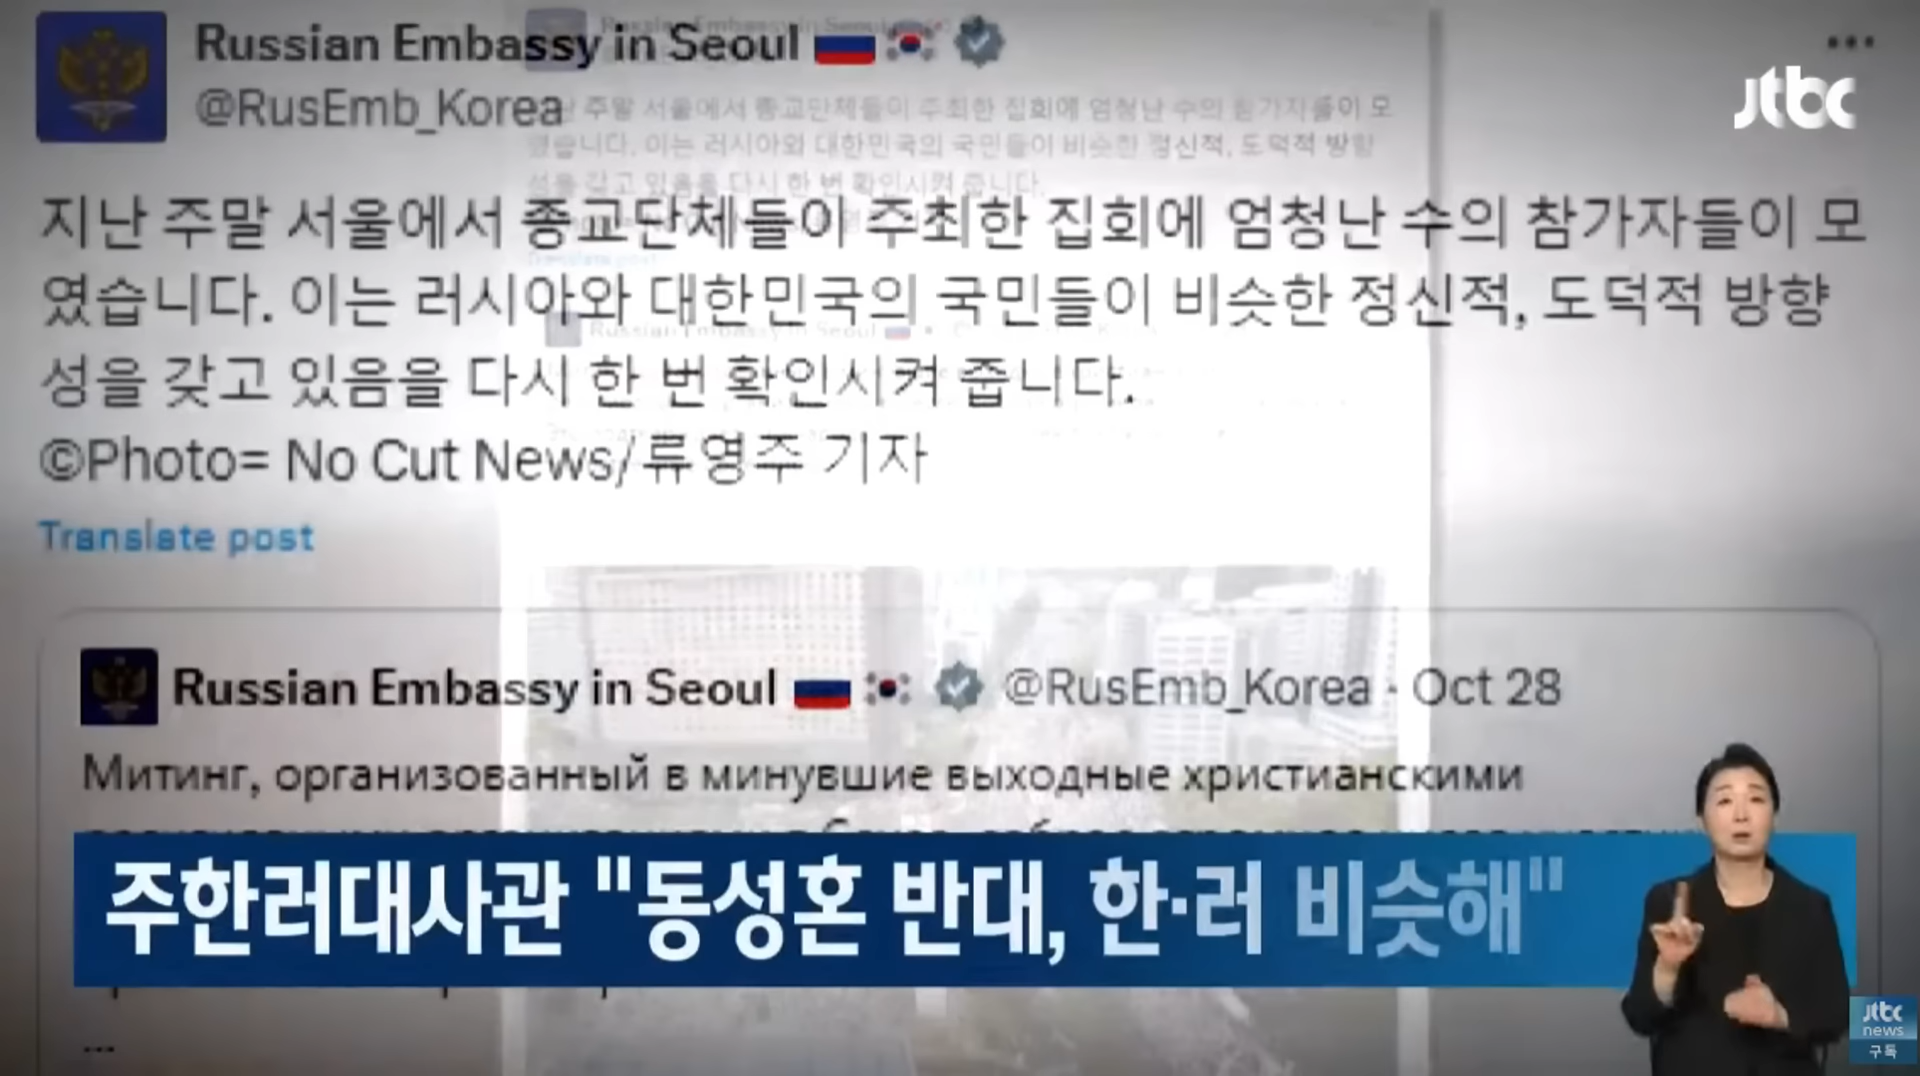 Russian Embassy in Seoul
@RusEmb_Korea
jtbc
지난 주말 서울에서 종교단체들이 주최한 집회에 엄청난 수의 참가자들이 모
였습니다. 이는 러시아와 대한민국의 국민들이 비슷한 정신적, 도덕적 방향
성을 갖고 있음을 다시 한 번 확인시켜 줍니다.
©Photo= No Cut News/류영주 기자
Translate post
Russian Embassy in Seoul @RusEmb_Korea · Oct 28
Митинг, организованный в минувшие выходные христианскими
주한러대사관 "동성혼 반대, 한·러 비슷해"
...
jtbc
news
구독